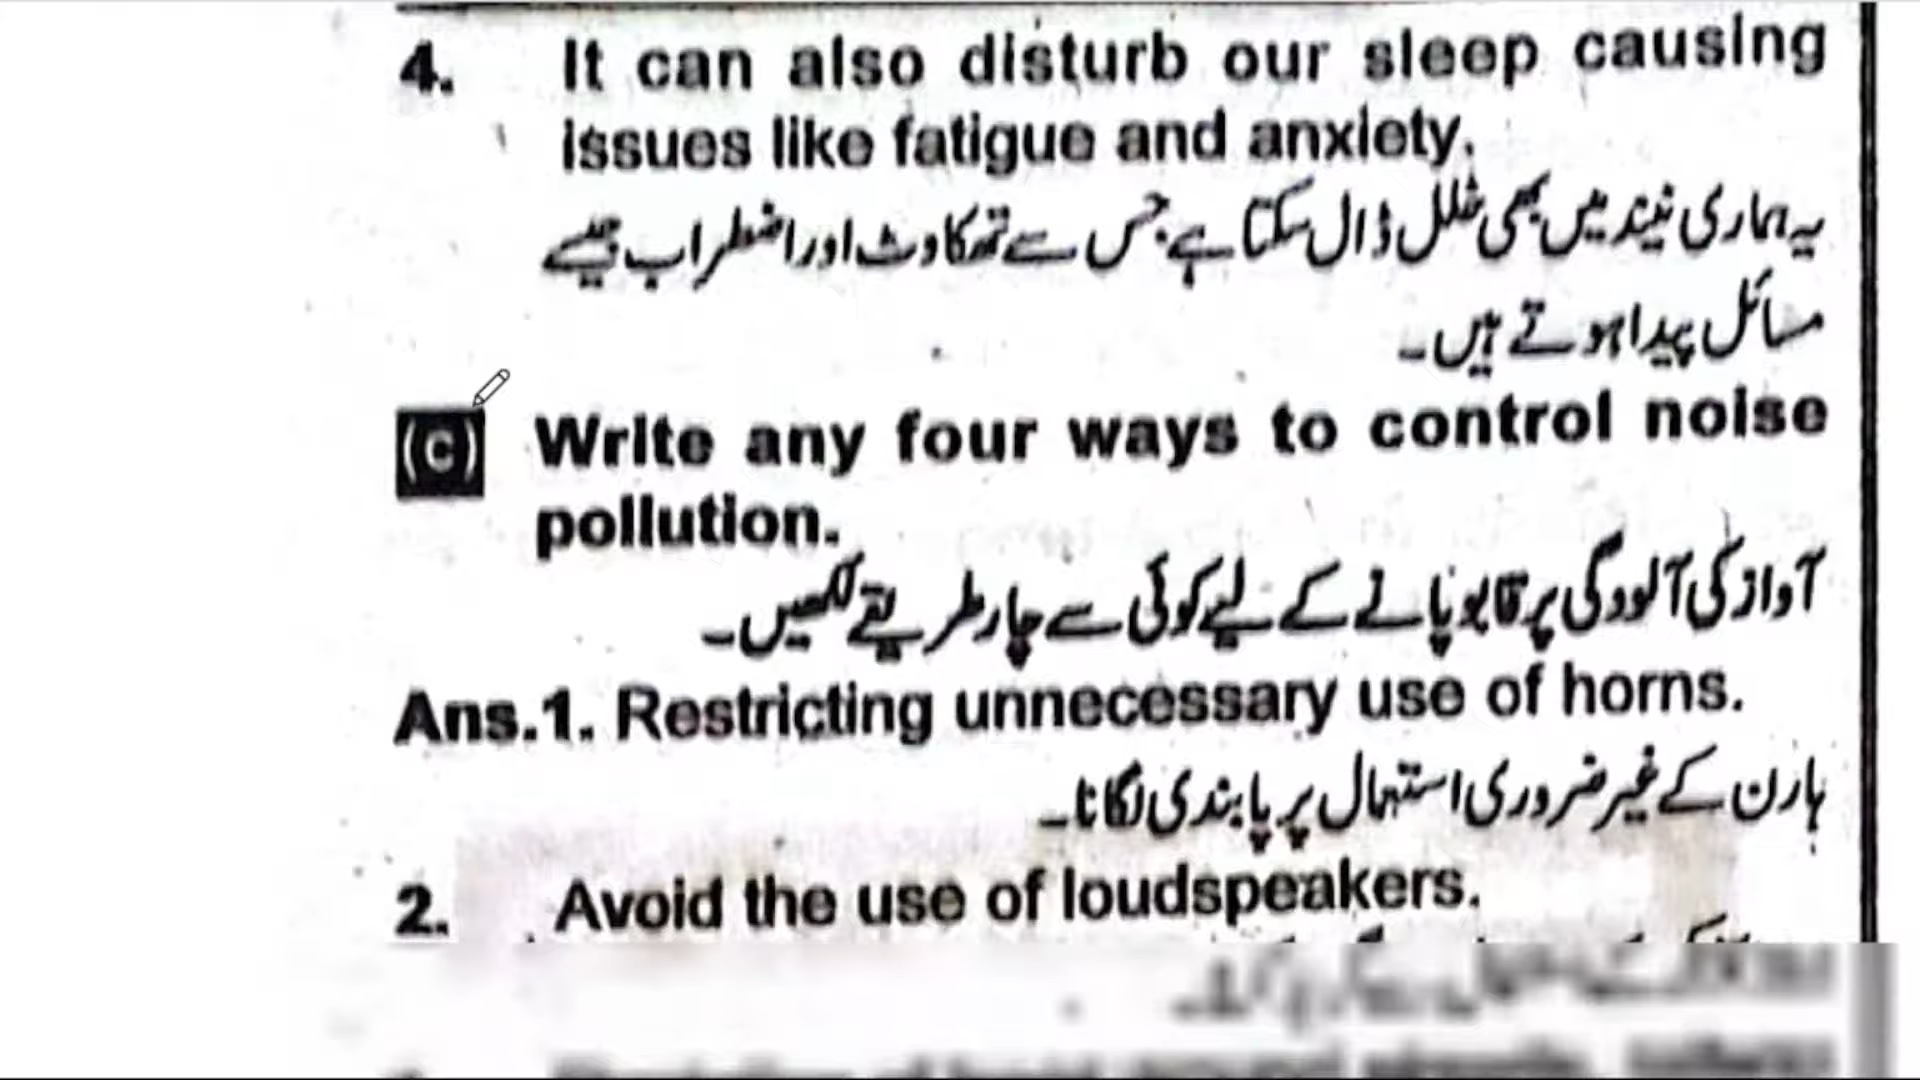 4. It can also disturb our sleep causing
issues like fatigue and anxiety.
یہ ہماری نیند میں بھی خلل ڈال سکتا ہے جس سے تھکاوٹ اور اضطراب جیسے
مسائل پیدا ہوتے ہیں۔
(c) Write any four ways to control noise
pollution.
آواز کی آلودگی پر قابو پانے کے لیے کوئی سے چار طریقے لکھیں۔
Ans.1. Restricting unnecessary use of horns.
ہارن کے غیر ضروری استعمال پر پابندی لگانا۔
2. Avoid the use of loudspeakers.